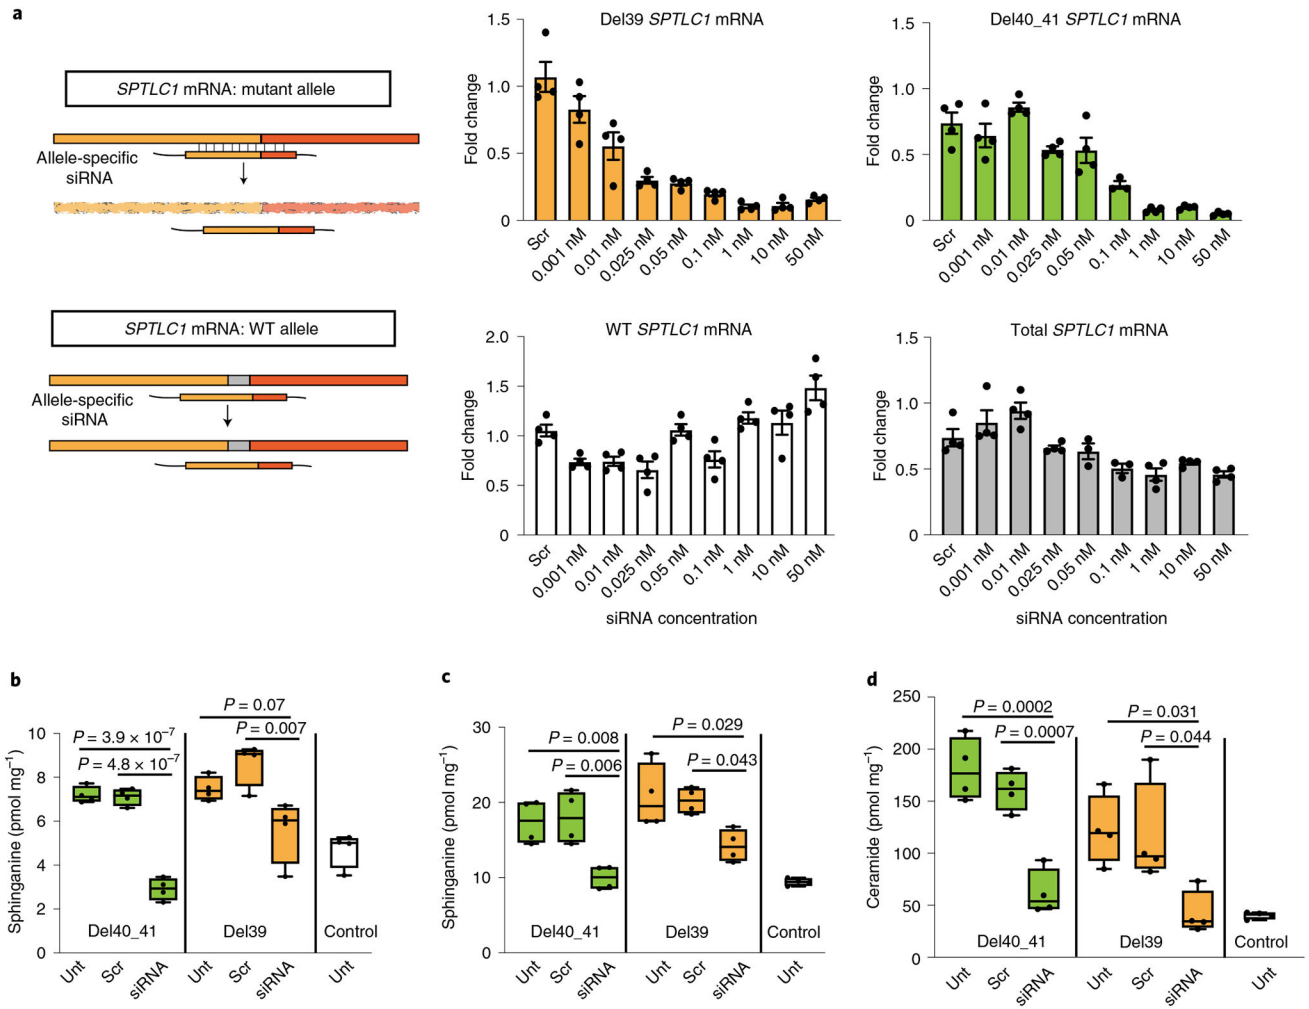 a
SPTLC1 mRNA: mutant allele
Allele-specific
siRNA
SPTLC1 mRNA: WT allele
Allele-specific
siRNA
Del39 SPTLC1 mRNA
Fold change
1.5
1.0
0.5
0
Scr
0.001 nM
0.01 nM
0.025 nM
0.05 nM
0.1 nM
1 nM
10 nM
50 nM
Del40_41 SPTLC1 mRNA
Fold change
1.5
1.0
0.5
0
Scr
0.001 nM
0.01 nM
0.025 nM
0.05 nM
0.1 nM
1 nM
10 nM
50 nM
WT SPTLC1 mRNA
Fold change
2.0
1.5
1.0
0.5
0
Scr
0.001 nM
0.01 nM
0.025 nM
0.05 nM
0.1 nM
1 nM
10 nM
50 nM
siRNA concentration
Total SPTLC1 mRNA
Fold change
1.5
1.0
0.5
0
Scr
0.001 nM
0.01 nM
0.025 nM
0.05 nM
0.1 nM
1 nM
10 nM
50 nM
siRNA concentration
b
Sphinganine (pmol mg⁻¹)
10
8
6
4
2
0
P = 3.9 × 10⁻⁷
P = 4.8 × 10⁻⁷
P = 0.07
P = 0.007
Del40_41
Del39
Control
Unt
Scr
siRNA
Unt
Scr
siRNA
Unt
c
Sphinganine (pmol mg⁻¹)
30
20
10
0
P = 0.008
P = 0.006
P = 0.029
P = 0.043
Del40_41
Del39
Control
Unt
Scr
siRNA
Unt
Scr
siRNA
Unt
d
Ceramide (pmol mg⁻¹)
250
200
150
100
50
0
P = 0.0002
P = 0.0007
P = 0.031
P = 0.044
Del40_41
Del39
Control
Unt
Scr
siRNA
Unt
Scr
siRNA
Unt